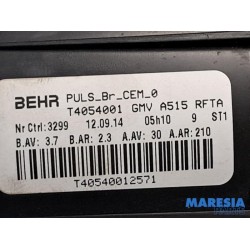 BEHR PULS_Br_CEM_0
T4054001 GMV A515 RFTA
Nr Ctrl:3299 12.09.14 05h10 9 ST1
B.AV: 3.7 B.AR: 2.3 A.AV: 30 A.AR:210
T40540012571
MARESIA
PARTS